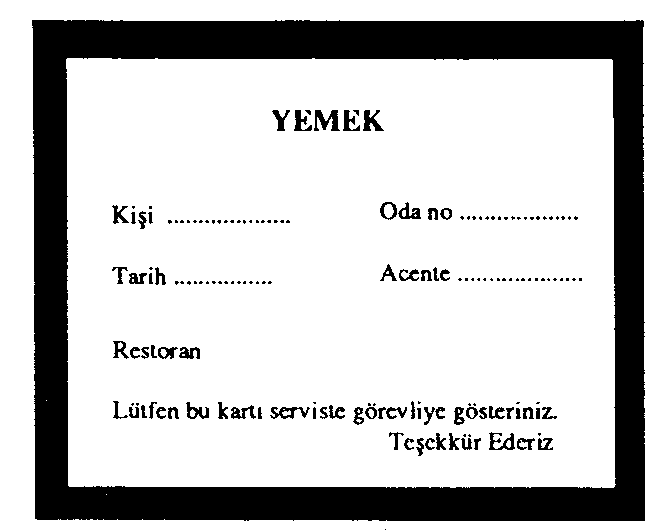 YEMEK
Kişi .................... Oda no ...................
Tarih ................ Acente ....................
Restoran
Lütfen bu kartı serviste görevliye gösteriniz.
Teşekkür Ederiz